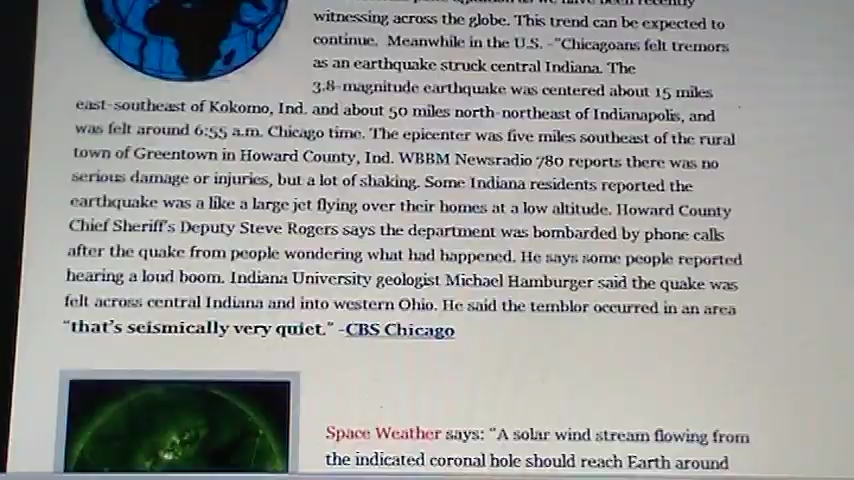 witnessing across the globe. This trend can be expected to
continue. Meanwhile in the U.S. -"Chicagoans felt tremors
as an earthquake struck central Indiana. The
3.8-magnitude earthquake was centered about 15 miles
east-southeast of Kokomo, Ind. and about 50 miles north-northeast of Indianapolis, and
was felt around 6:55 a.m. Chicago time. The epicenter was five miles southeast of the rural
town of Greentown in Howard County, Ind. WBBM Newsradio 780 reports there was no
serious damage or injuries, but a lot of shaking. Some Indiana residents reported the
earthquake was a like a large jet flying over their homes at a low altitude. Howard County
Chief Sheriff's Deputy Steve Rogers says the department was bombarded by phone calls
after the quake from people wondering what had happened. He says some people reported
hearing a loud boom. Indiana University geologist Michael Hamburger said the quake was
felt across central Indiana and into western Ohio. He said the temblor occurred in an area
"that's seismically very quiet." -CBS Chicago
Space Weather says: "A solar wind stream flowing from
the indicated coronal hole should reach Earth around